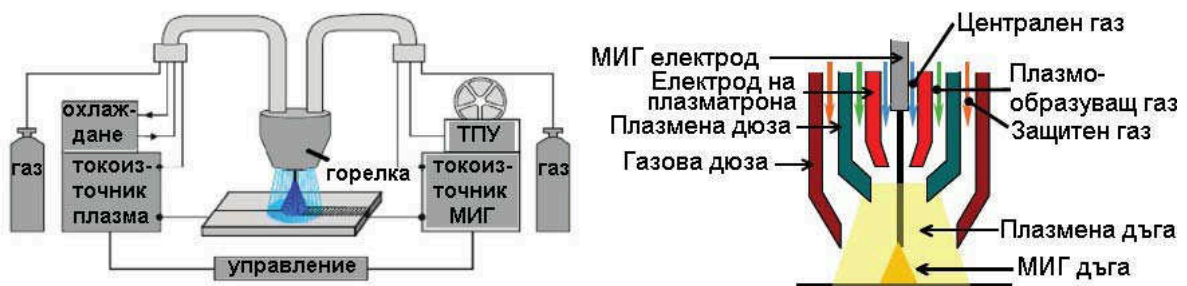 охлаж-
дане
газ
токоиз-
точник
плазма
горелка
ТПУ
токоиз-
точник
МИГ
газ
управление
Централен газ
МИГ електрод
Електрод на
плазматрона
Плазмо-
образуващ газ
Плазмена дюза
Защитен газ
Газова дюза
Плазмена дъга
МИГ дъга